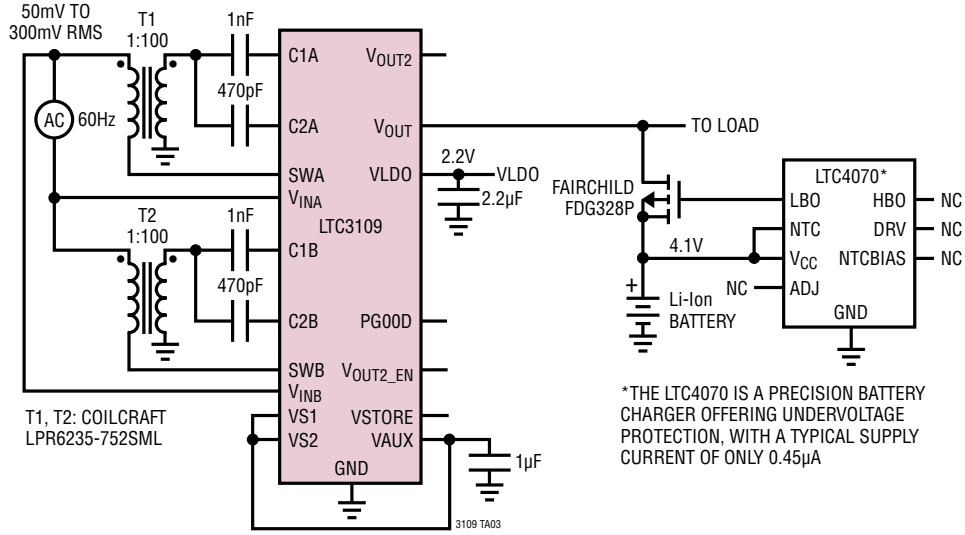 50mV TO
300mV RMS
T1
1:100
1nF
470pF
AC
60Hz
T2
1:100
1nF
470pF
T1, T2: COILCRAFT
LPR6235-752SML
C1A
C2A
SWA
VINA
C1B
C2B
SWB
VINB
VS1
VS2
LTC3109
GND
VOUT2
VOUT
VLDO
PG00D
VOUT2_EN
VSTORE
VAUX
2.2V
VLDO
2.2µF
1µF
3109 TA03
TO LOAD
FAIRCHILD
FDG328P
4.1V
+
Li-Ion
BATTERY
NC
LTC4070*
LBO
NTC
VCC
ADJ
HBO
DRV
NTCBIAS
GND
NC
NC
NC
*THE LTC4070 IS A PRECISION BATTERY
CHARGER OFFERING UNDERVOLTAGE
PROTECTION, WITH A TYPICAL SUPPLY
CURRENT OF ONLY 0.45µA